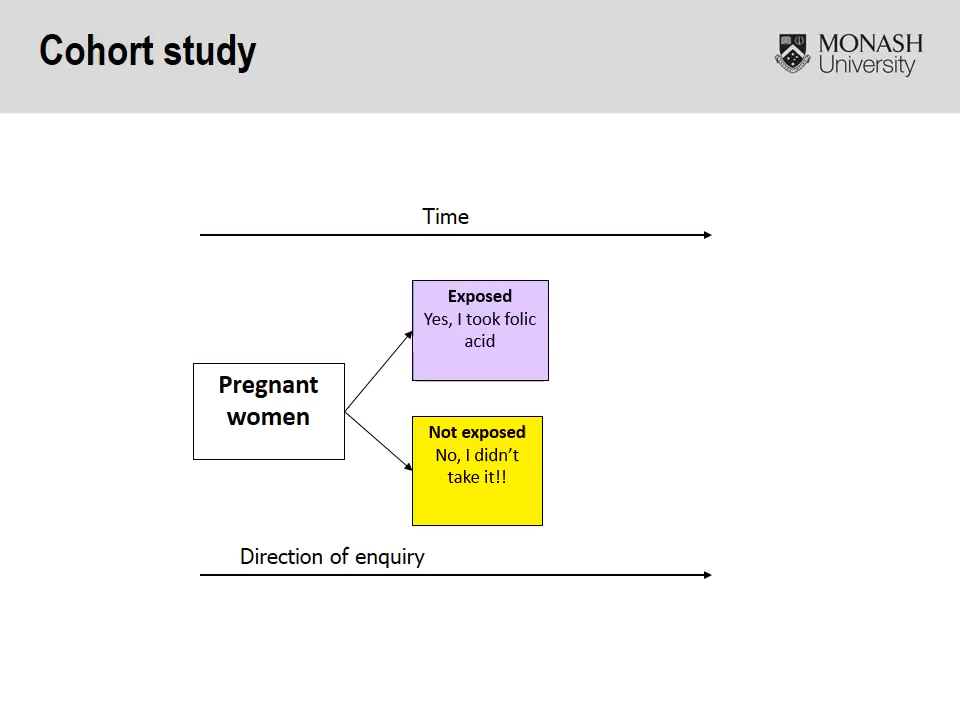 Cohort study
MONASH
University
Time
Exposed
Yes, I took folic
acid
Pregnant
women
Not exposed
No, I didn’t
take it!!
Direction of enquiry